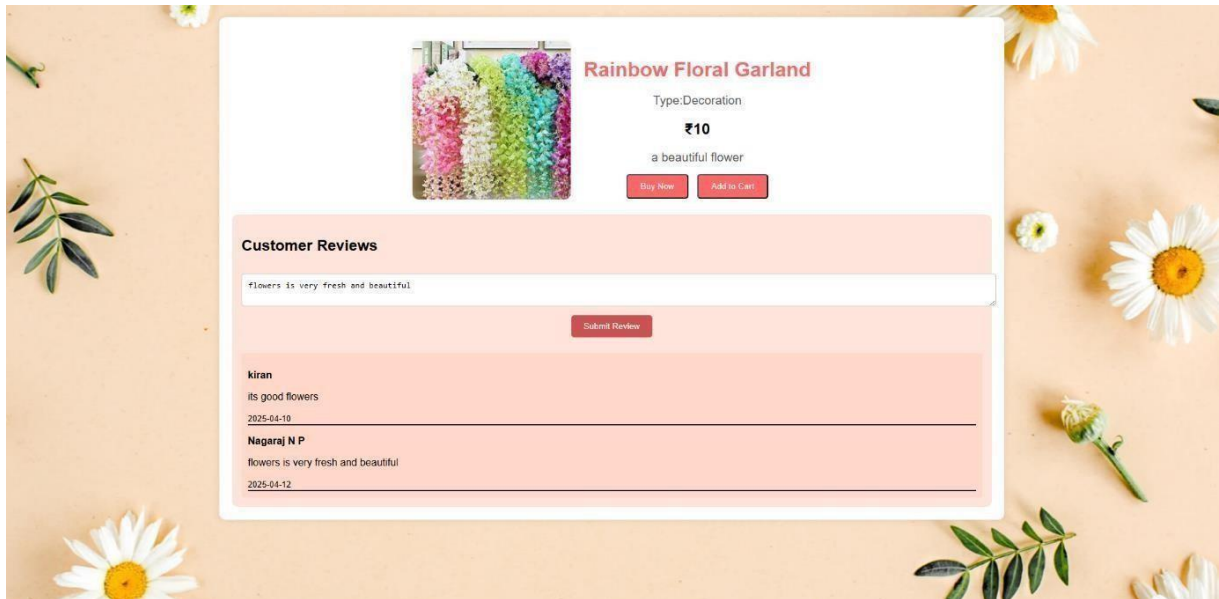 Rainbow Floral Garland
Type:Decoration
₹10
a beautiful flower
Buy Now
Add to Cart
Customer Reviews
flowers is very fresh and beautiful
Submit Review
kiran
its good flowers
2025-04-10
Nagaraj N P
flowers is very fresh and beautiful
2025-04-12